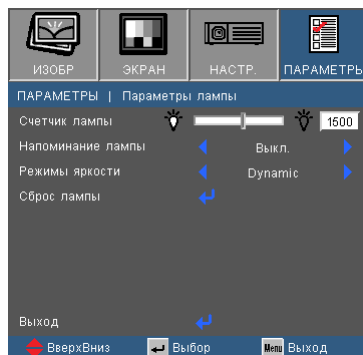 ИЗОБР ЭКРАН НАСТР. ПАРАМЕТРЫ
ПАРАМЕТРЫ | Параметры лампы
Счетчик лампы 1500
Напоминание лампы Выкл.
Режимы яркости Dynamic
Сброс лампы
Выход
ВверхВниз Выбор Menu Выход